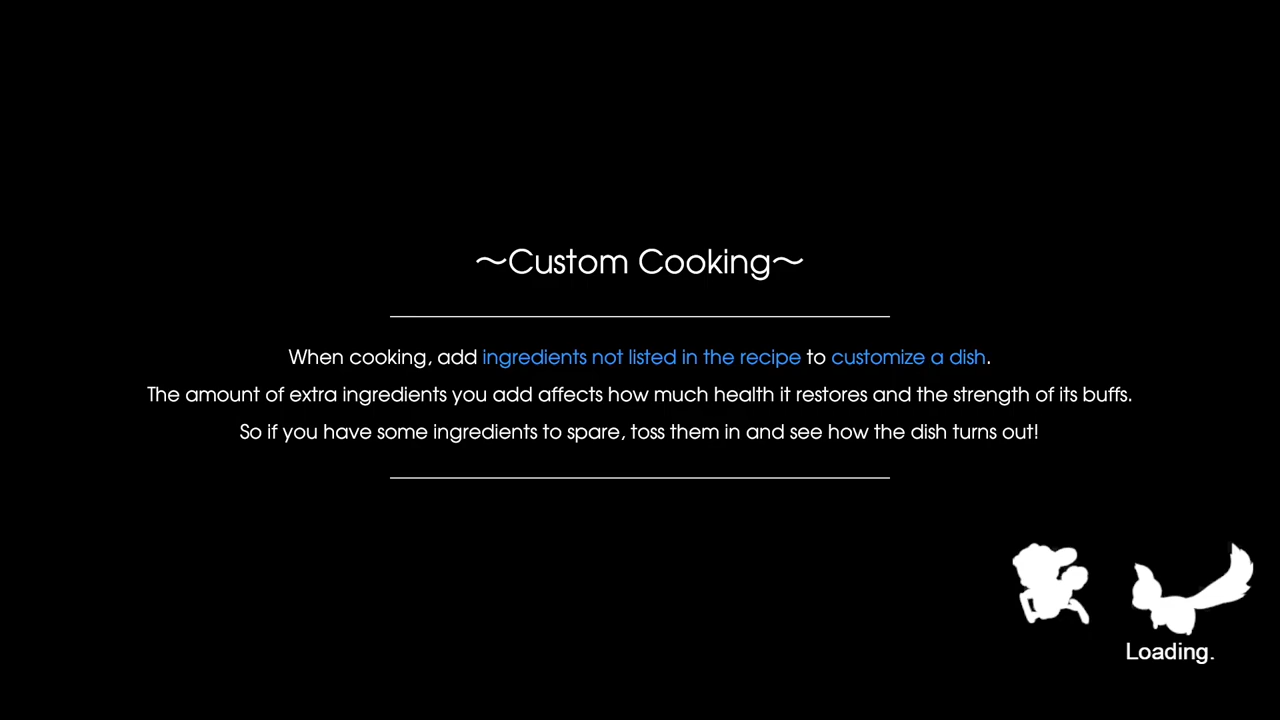 ～Custom Cooking～
When cooking, add ingredients not listed in the recipe to customize a dish.
The amount of extra ingredients you add affects how much health it restores and the strength of its buffs.
So if you have some ingredients to spare, toss them in and see how the dish turns out!
Loading.